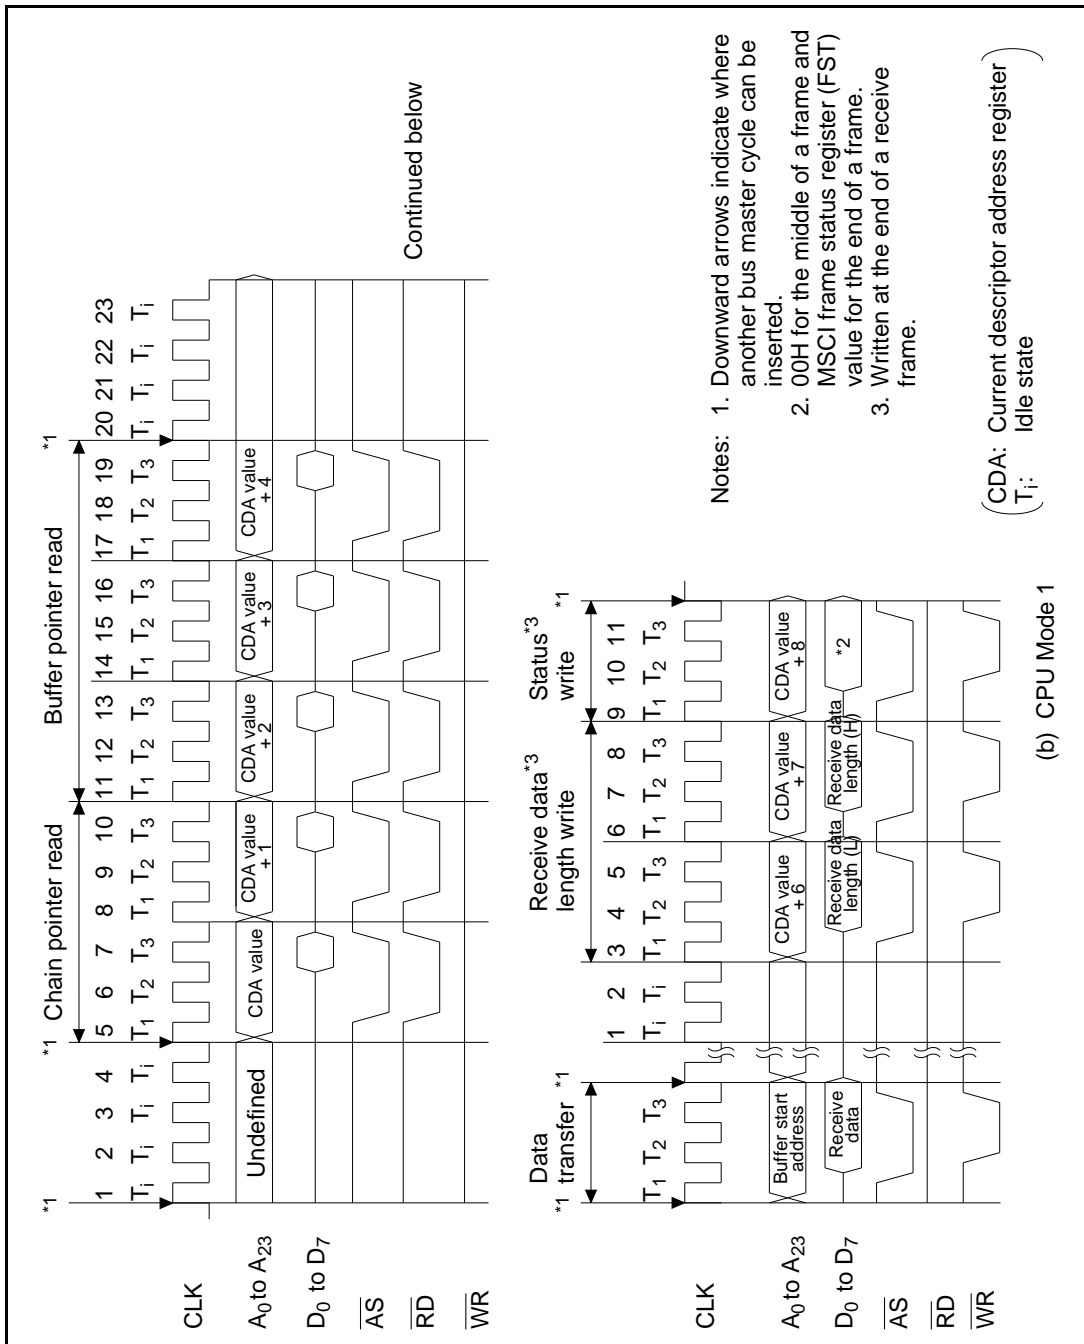 *1 *1 *1
Chain pointer read Buffer pointer read
1 2 3 4 5 6 7 8 9 10 11 12 13 14 15 16 17 18 19 20 21 22 23
Ti Ti Ti Ti T1 T2 T3 T1 T2 T3 T1 T2 T3 T1 T2 T3 T1 T2 T3 Ti Ti Ti Ti
CLK
A0 to A23 Undefined CDA value CDA value + 1 CDA value + 2 CDA value + 3 CDA value + 4
D0 to D7
AS
RD
WR
Continued below
Data transfer Receive data*3 length write Status*3 write
*1 *1 *1
1 2 3 4 5 6 7 8 9 10 11
T1 T2 T3 Ti Ti T1 T2 T3 T1 T2 T3 T1 T2 T3
CLK
A0 to A23 Buffer start address CDA value + 6 CDA value + 7 CDA value + 8
D0 to D7 Receive data Receive data length (L) Receive data length (H) *2
AS
RD
WR
Notes: 1. Downward arrows indicate where
another bus master cycle can be
inserted.
2. 00H for the middle of a frame and
MSCI frame status register (FST)
value for the end of a frame.
3. Written at the end of a receive
frame.
CDA: Current descriptor address register
Ti: Idle state
(b) CPU Mode 1